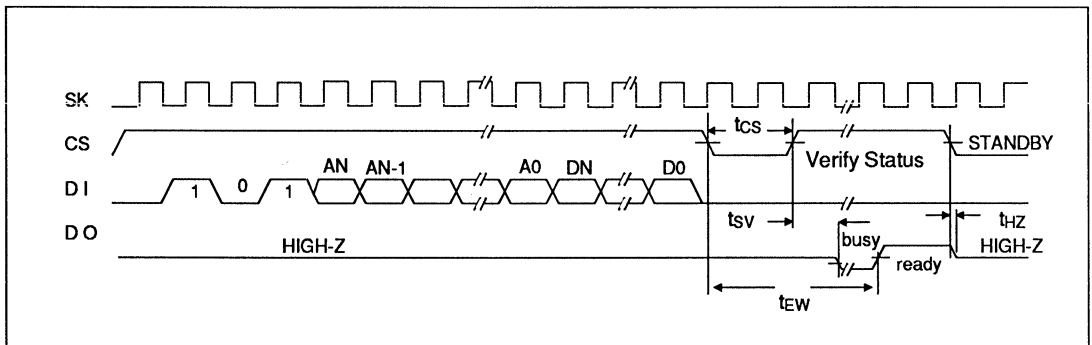 SK
CS
tCS
STANDBY
Verify Status
DI
1
0
1
AN
AN-1
A0
DN
D0
tSV
tHZ
DO
HIGH-Z
busy
ready
HIGH-Z
tEW